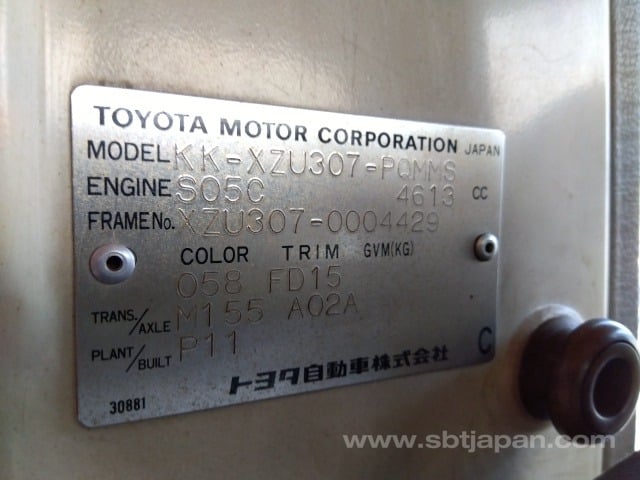 TOYOTA MOTOR CORPORATION JAPAN
MODEL KK-XZU307-PQMMS
ENGINE S05C 4613 CC
FRAME No. XZU307-0004429
COLOR TRIM GVM(KG)
058 FD15
TRANS./AXLE M155 A02A
PLANT/BUILT P11
トヨタ自動車株式会社 C
30881
www.sbtjapan.com